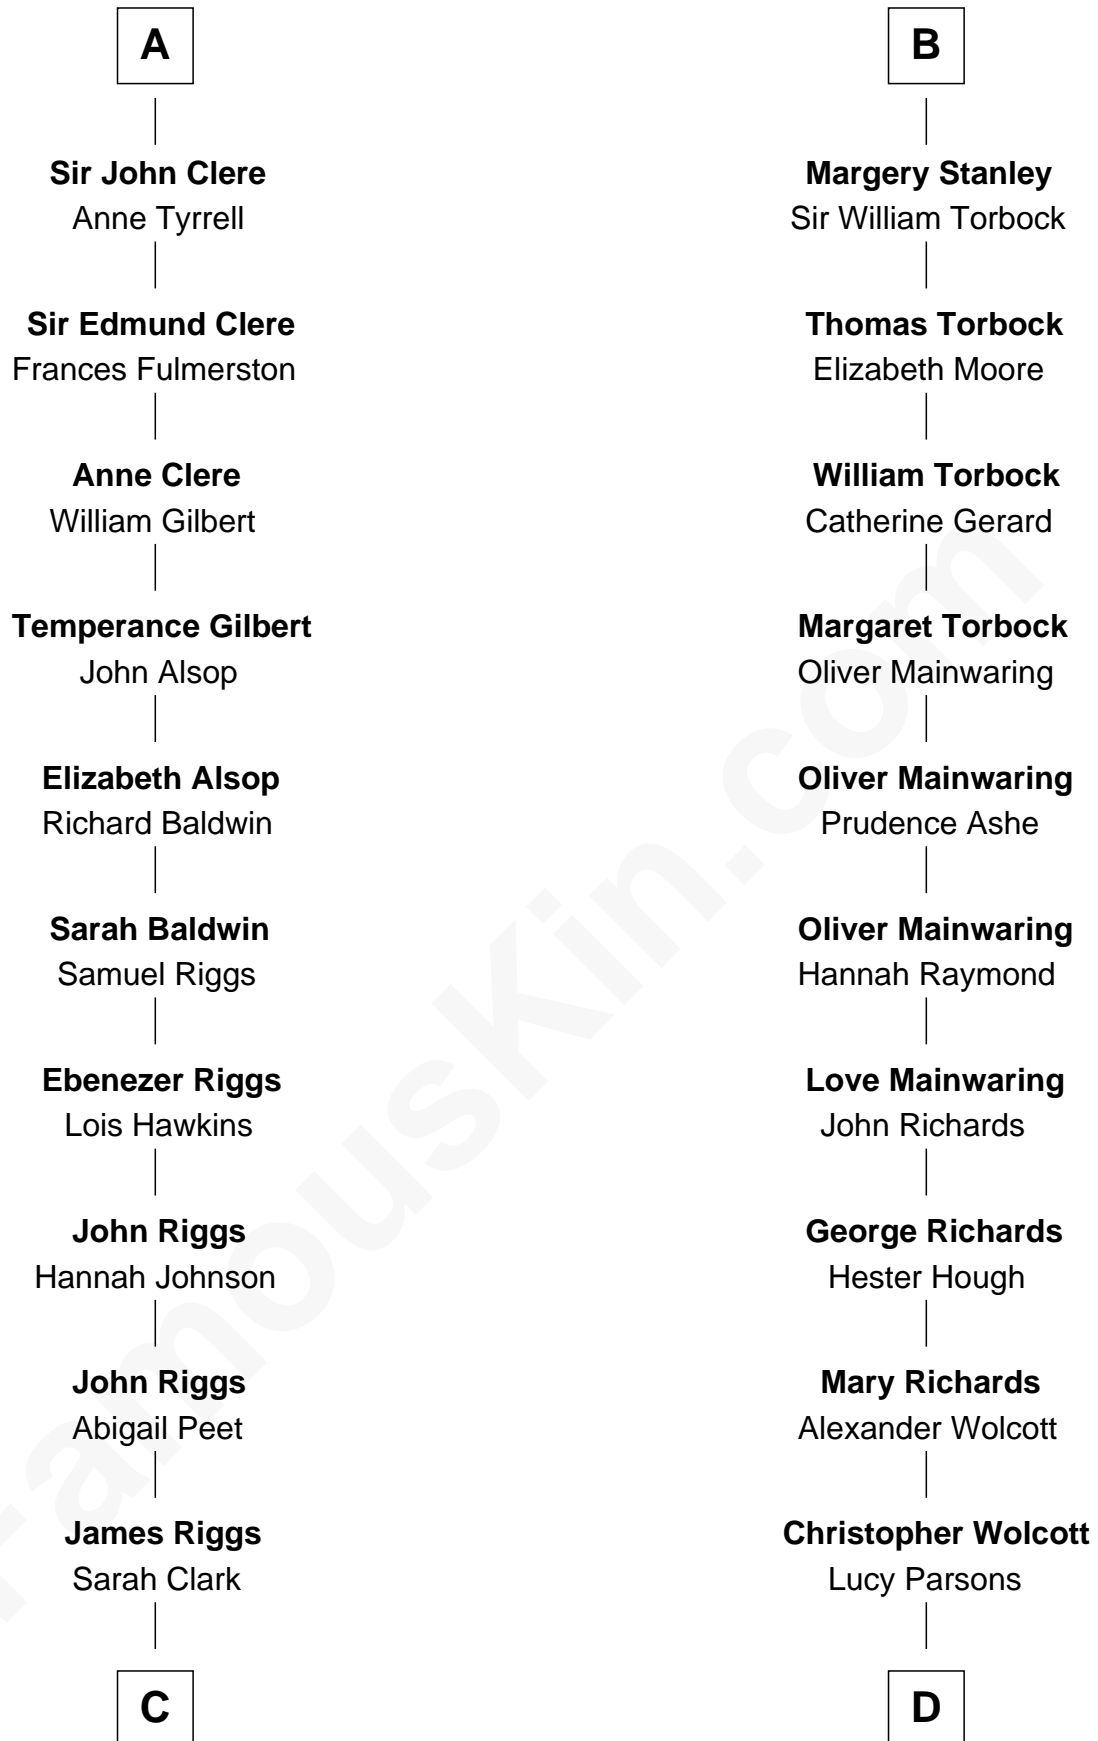 A
Sir John Clere
Anne Tyrrell
Sir Edmund Clere
Frances Fulmerston
Anne Clere
William Gilbert
Temperance Gilbert
John Alsop
Elizabeth Alsop
Richard Baldwin
Sarah Baldwin
Samuel Riggs
Ebenezer Riggs
Lois Hawkins
John Riggs
Hannah Johnson
John Riggs
Abigail Peet
James Riggs
Sarah Clark
C
B
Margery Stanley
Sir William Torbock
Thomas Torbock
Elizabeth Moore
William Torbock
Catherine Gerard
Margaret Torbock
Oliver Mainwaring
Oliver Mainwaring
Prudence Ashe
Oliver Mainwaring
Hannah Raymond
Love Mainwaring
John Richards
George Richards
Hester Hough
Mary Richards
Alexander Wolcott
Christopher Wolcott
Lucy Parsons
D
FamousKin.com